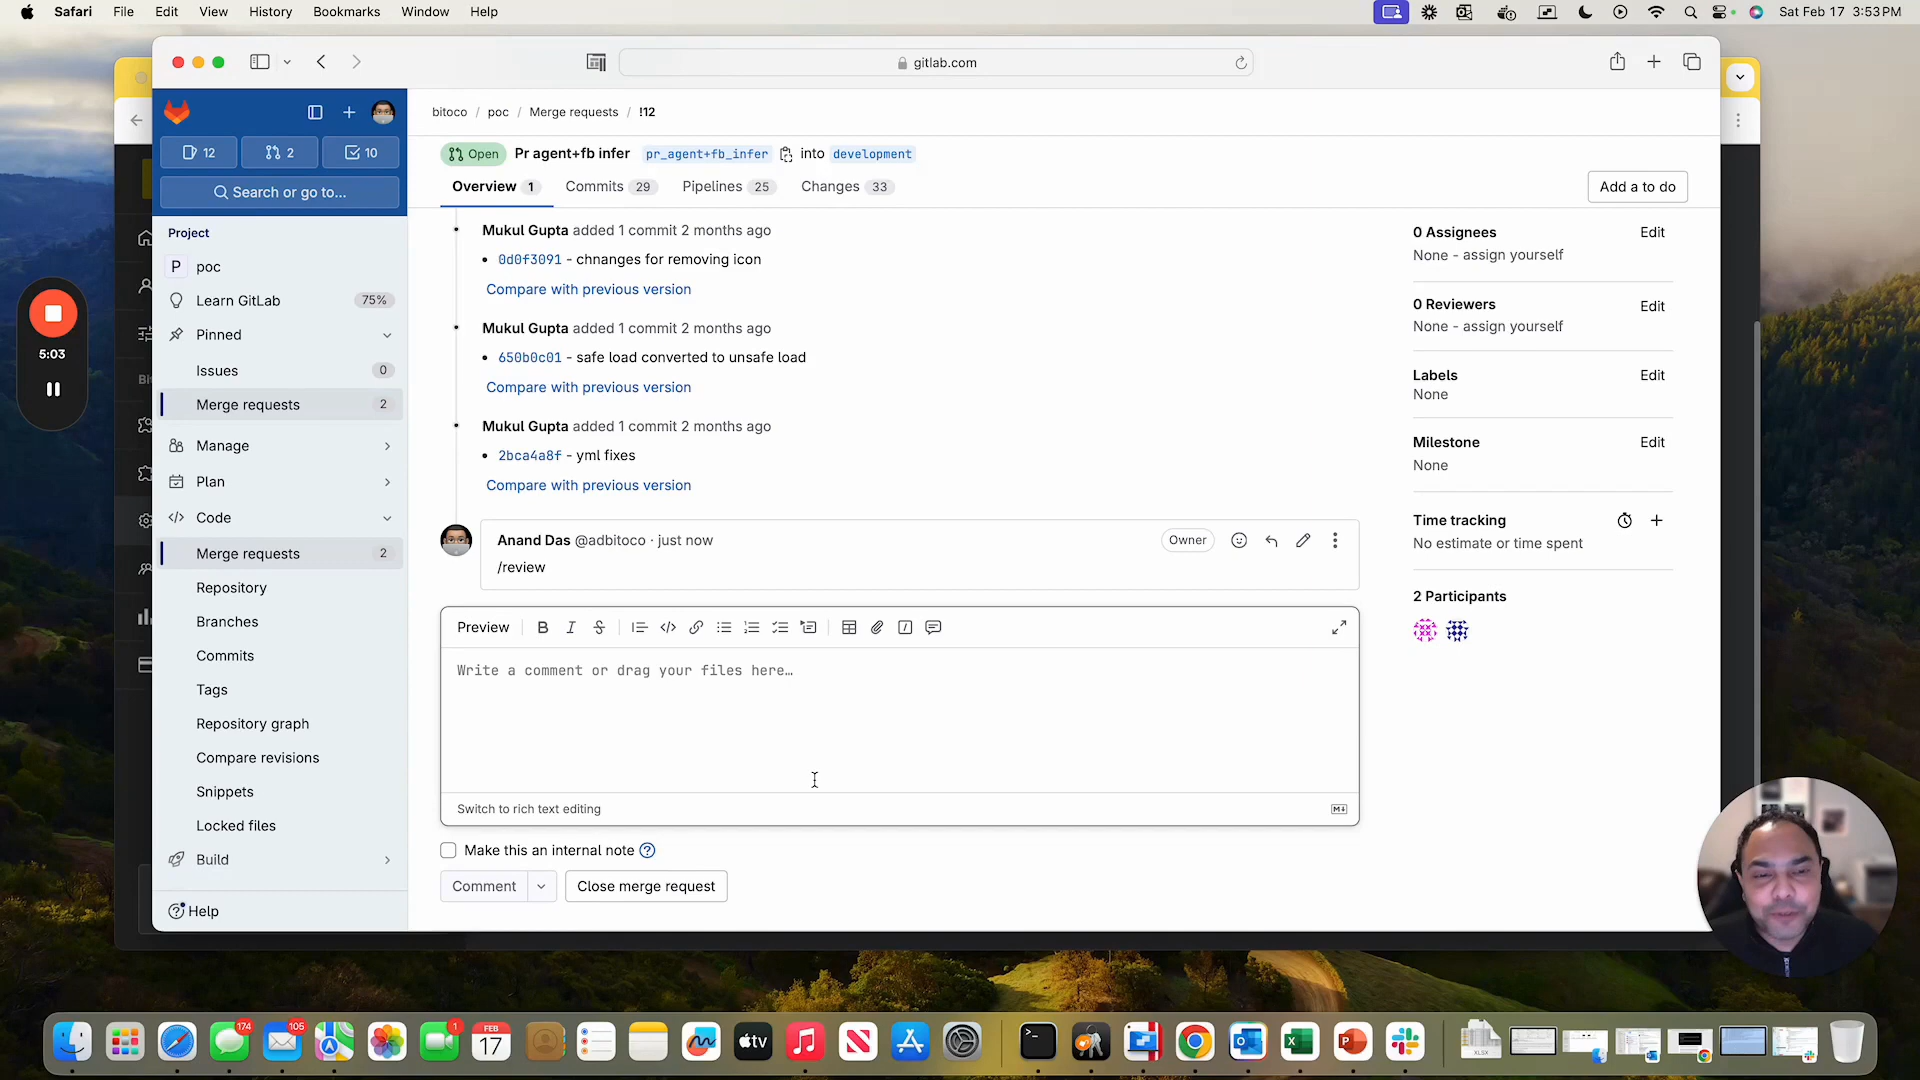 Safari File Edit View History Bookmarks Window Help
Sat Feb 17 3:53 PM
gitlab.com
12 2 10
Search or go to...
Project
P poc
Learn GitLab 75%
Pinned
Issues 0
Merge requests 2
Manage
Plan
Code
Merge requests 2
Repository
Branches
Commits
Tags
Repository graph
Compare revisions
Snippets
Locked files
Build
Help
5:03
bitoco / poc / Merge requests / !12
Open Pr agent+fb infer pr_agent+fb_infer into development
Overview 1 Commits 29 Pipelines 25 Changes 33
Add a to do
Mukul Gupta added 1 commit 2 months ago
0d0f3091 - chnanges for removing icon
Compare with previous version
Mukul Gupta added 1 commit 2 months ago
650b0c01 - safe load converted to unsafe load
Compare with previous version
Mukul Gupta added 1 commit 2 months ago
2bca4a8f - yml fixes
Compare with previous version
Anand Das @adbitoco · just now
Owner
/review
Preview
Write a comment or drag your files here…
Switch to rich text editing
Make this an internal note
Comment
Close merge request
0 Assignees Edit
None - assign yourself
0 Reviewers Edit
None - assign yourself
Labels Edit
None
Milestone Edit
None
Time tracking
No estimate or time spent
2 Participants
174
105
1
FEB
17
tv
XLSX